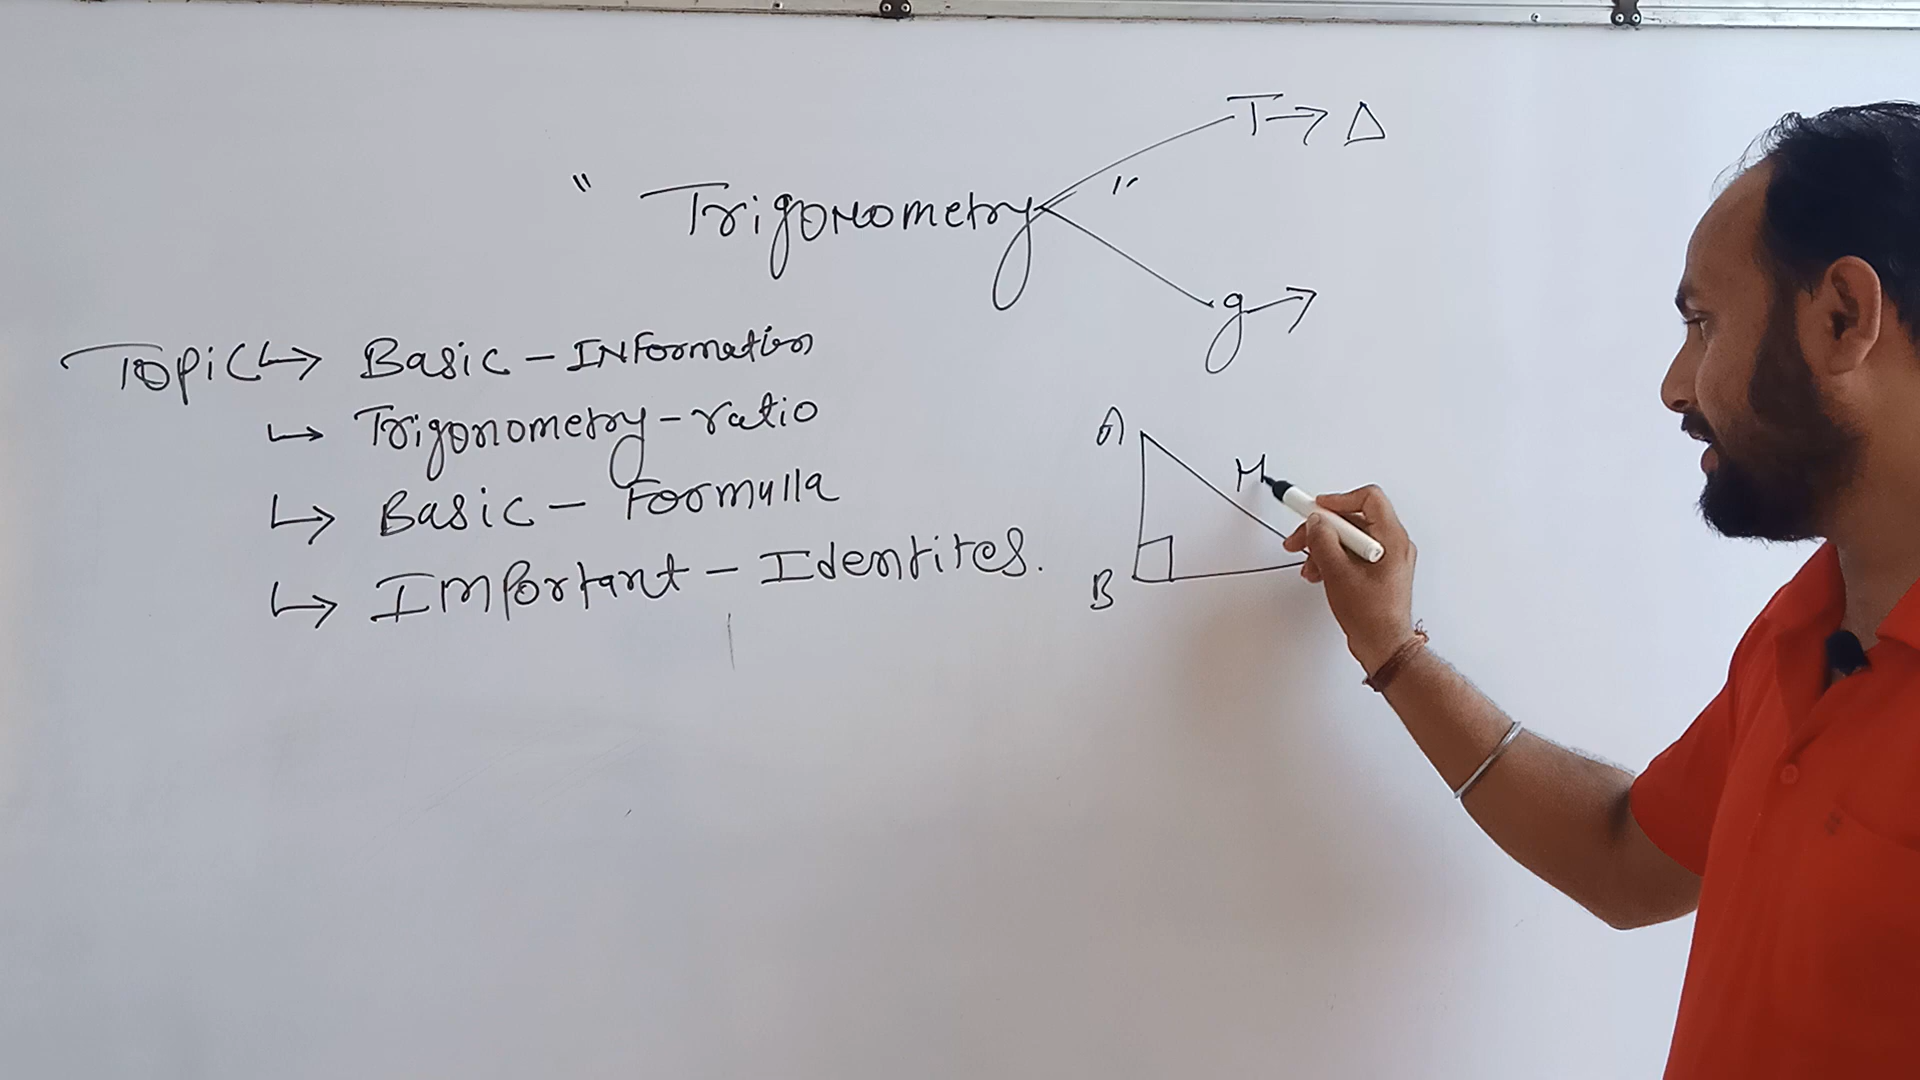 T → Δ
" Trigonometry "
g →
Topic ↳ Basic - Information
↳ Trigonometry - ratio
↳ Basic - Formulla
↳ Important - Identites.
A
H
B